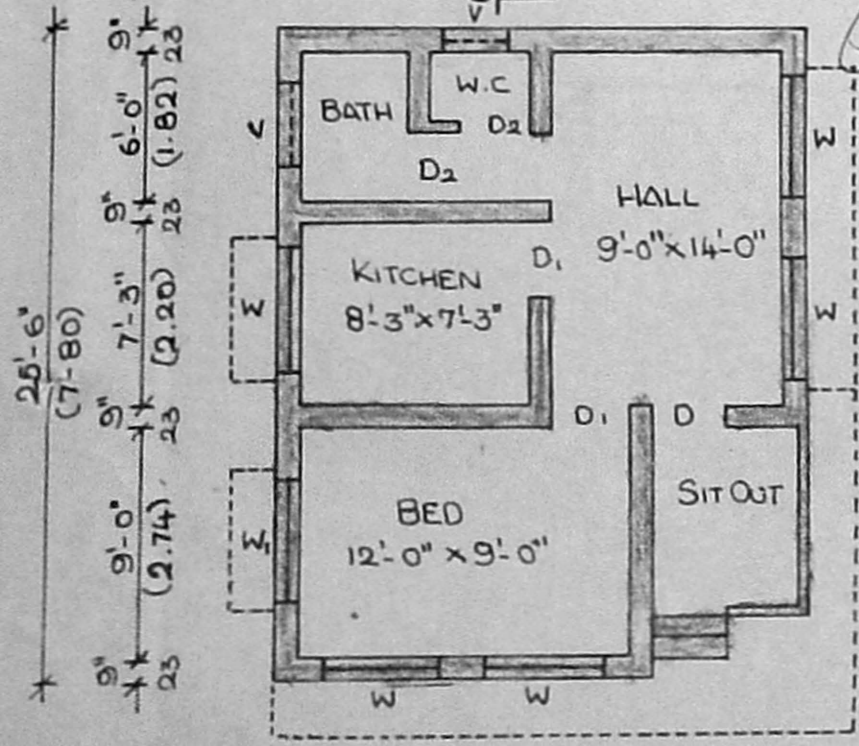 V
9"
23
6'-0"
(1.82)
9"
23
7'-3"
(2.20)
9"
23
9'-0"
(2.74)
9"
23
25'-6"
(7-80)
V
BATH
W.C
D2
D2
HALL
9'-0"x14'-0"
W
W
KITCHEN
8'-3"x7'-3"
D1
W
D1
D
SIT OUT
BED
12'-0" x 9'-0"
W1
W
W